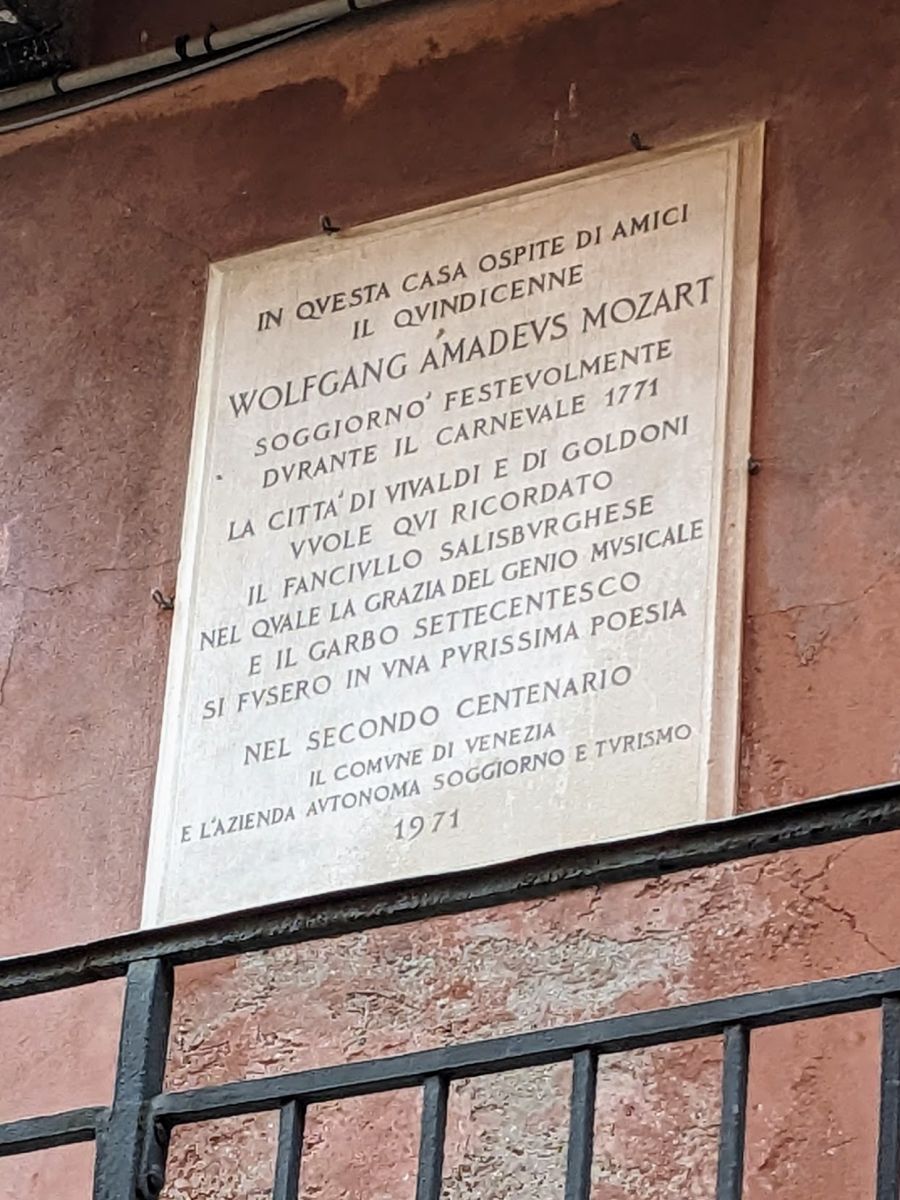 IN QVESTA CASA OSPITE DI AMICI
IL QVINDICENNE
WOLFGANG AMADEVS MOZART
SOGGIORNO' FESTEVOLMENTE
DVRANTE IL CARNEVALE 1771
LA CITTA' DI VIVALDI E DI GOLDONI
VVOLE QVI RICORDATO
IL FANCIVLLO SALISBVRGHESE
NEL QVALE LA GRAZIA DEL GENIO MVSICALE
E IL GARBO SETTECENTESCO
SI FVSERO IN VNA PVRISSIMA POESIA
NEL SECONDO CENTENARIO
IL COMVNE DI VENEZIA
E L'AZIENDA AVTONOMA SOGGIORNO E TVRISMO
1971